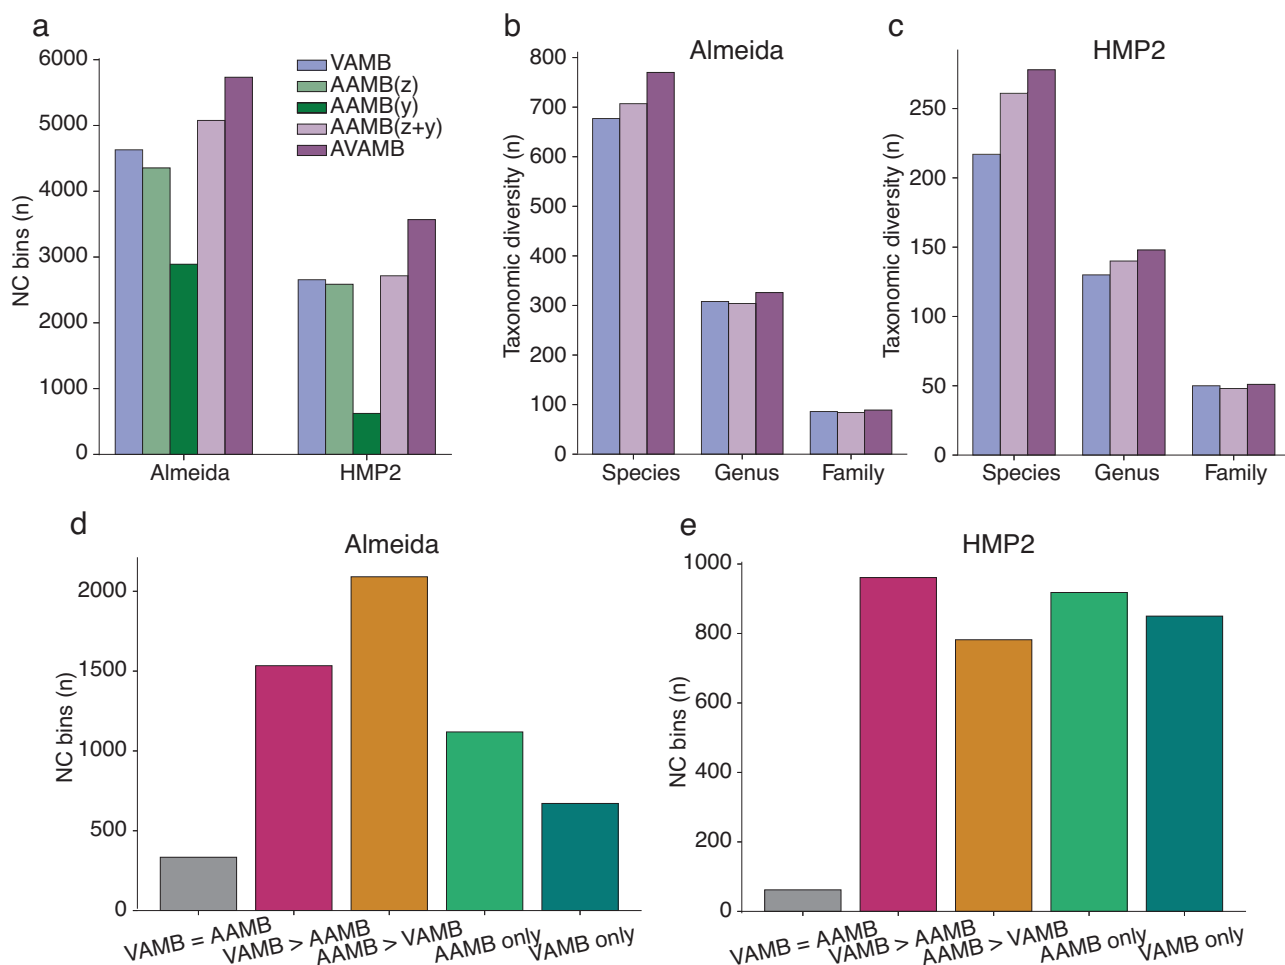 a
NC bins (n)
6000
5000
4000
3000
2000
1000
0
VAMB
AAMB(z)
AAMB(y)
AAMB(z+y)
AVAMB
Almeida
HMP2
b
Almeida
Taxonomic diversity (n)
800
700
600
500
400
300
200
100
0
Species
Genus
Family
c
HMP2
Taxonomic diversity (n)
250
200
150
100
50
0
Species
Genus
Family
d
Almeida
NC bins (n)
2000
1500
1000
500
0
VAMB = AAMB
VAMB > AAMB
AAMB > VAMB
AAMB only
VAMB only
e
HMP2
NC bins (n)
1000
800
600
400
200
0
VAMB = AAMB
VAMB > AAMB
AAMB > VAMB
AAMB only
VAMB only